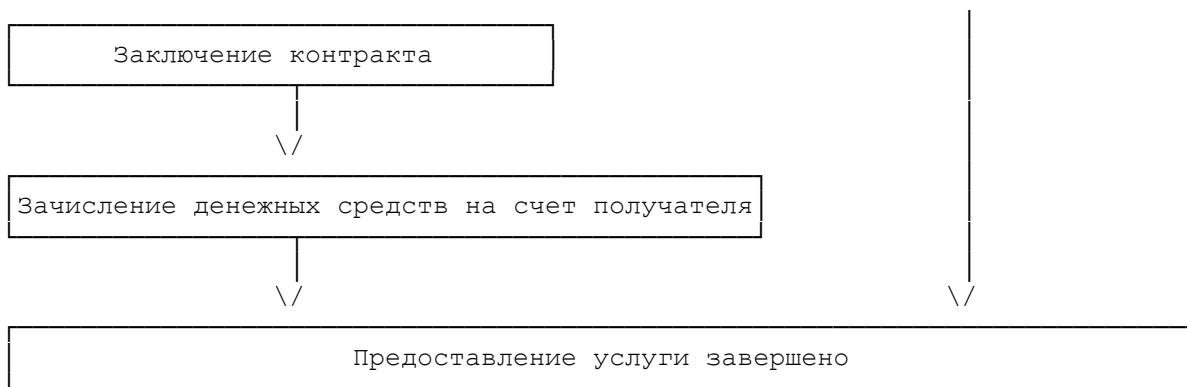 Заключение контракта
Зачисление денежных средств на счет получателя
Предоставление услуги завершено